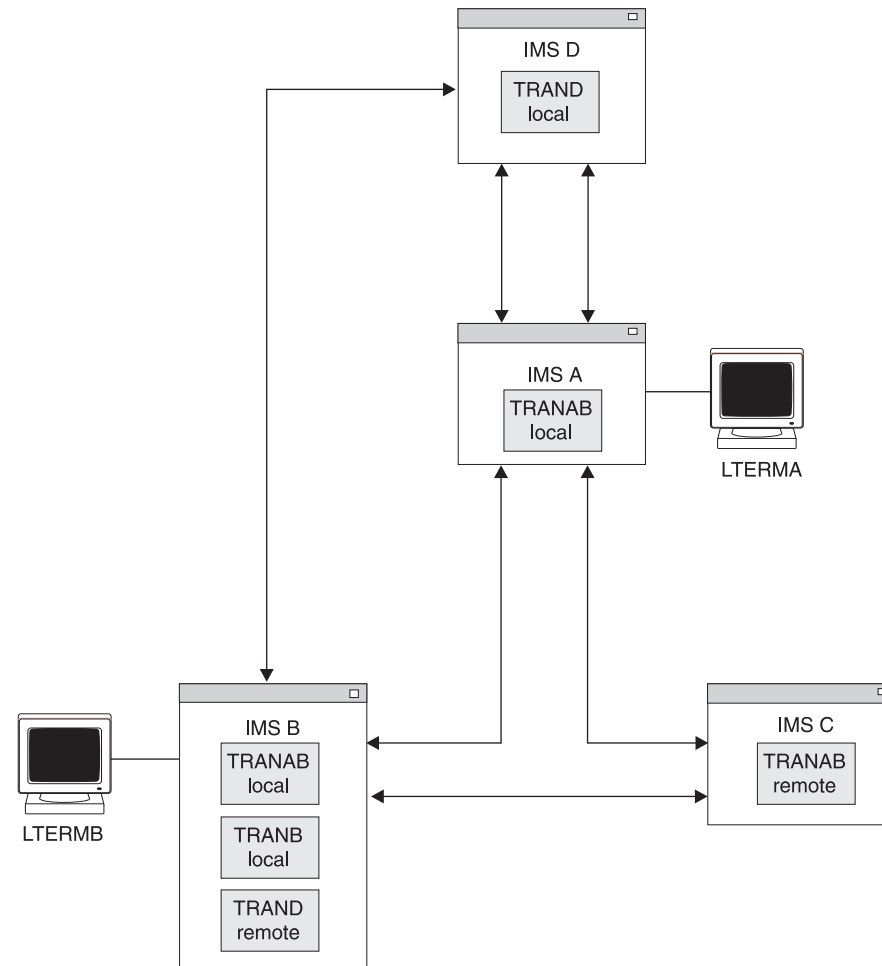 IMS D
TRAND
local
IMS A
TRANAB
local
LTERMA
IMS B
TRANAB
local
TRANB
local
TRAND
remote
LTERMB
IMS C
TRANAB
remote